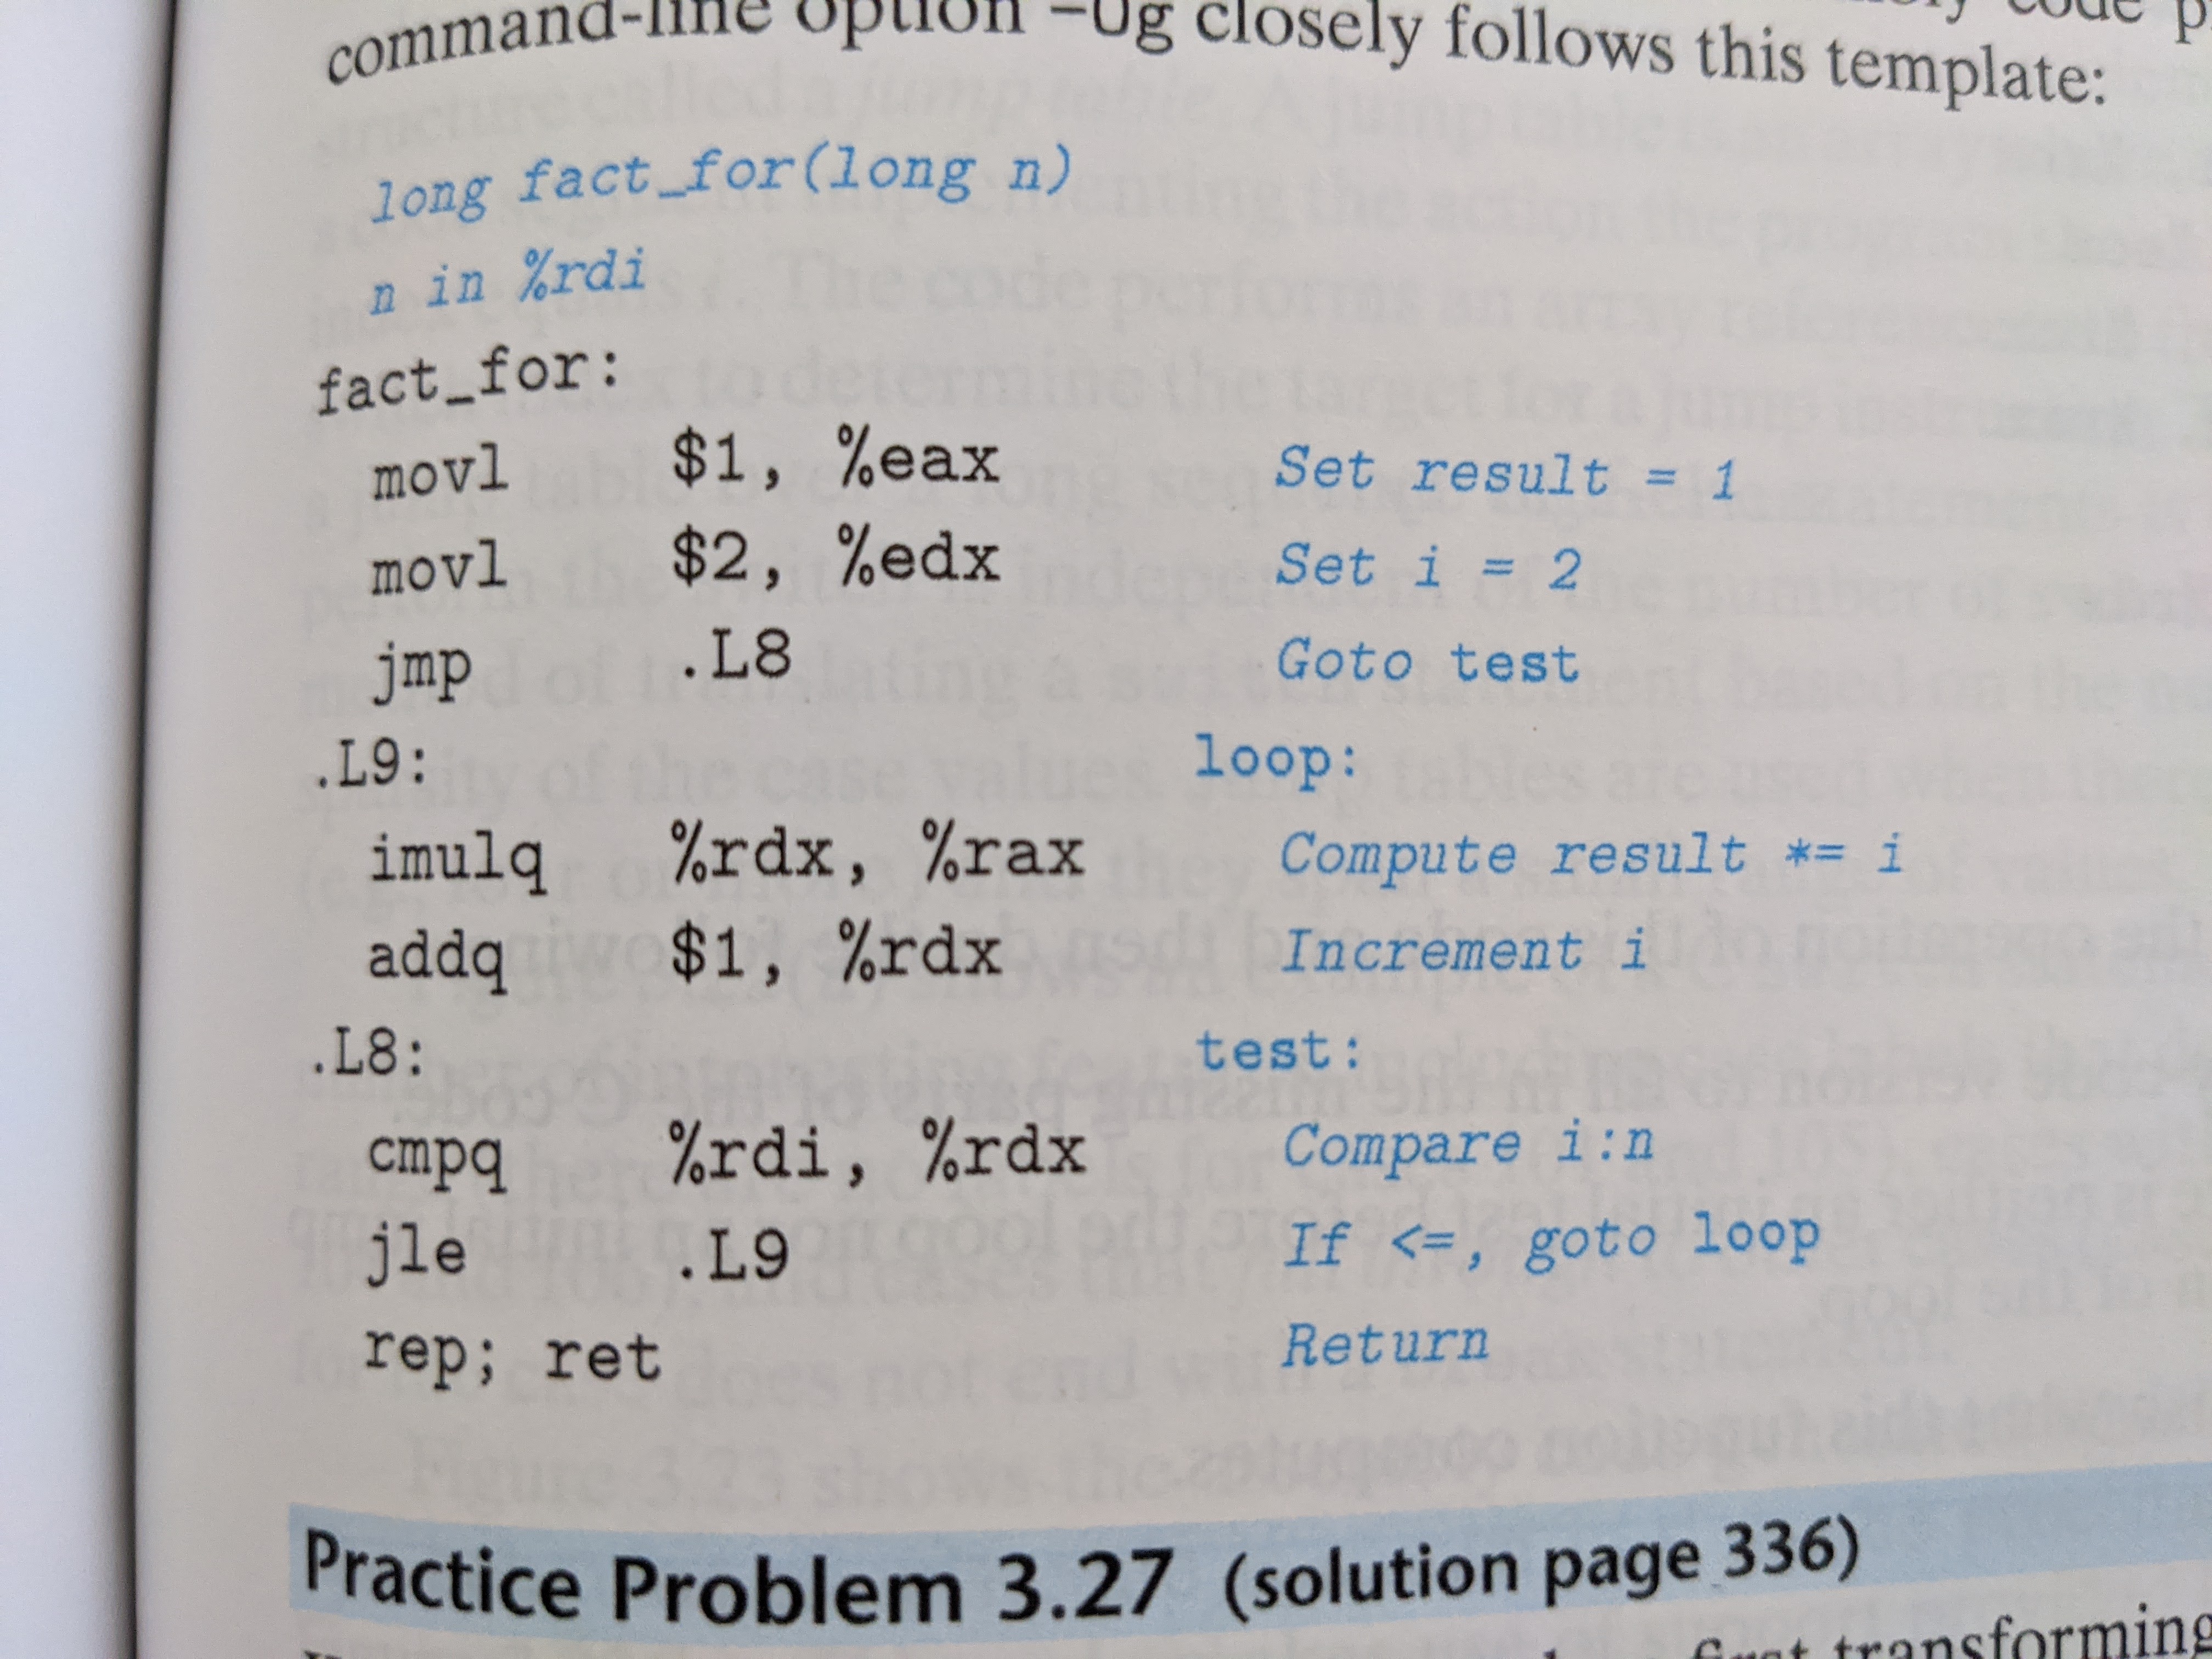 command-line option -Og closely follows this template:
long fact_for(long n)
n in %rdi
fact_for:
movl $1, %eax Set result = 1
movl $2, %edx Set i = 2
jmp .L8 Goto test
.L9: loop:
imulq %rdx, %rax Compute result *= i
addq $1, %rdx Increment i
.L8: test:
cmpq %rdi, %rdx Compare i:n
jle .L9 If <=, goto loop
rep; ret Return
Practice Problem 3.27 (solution page 336)
first transforming